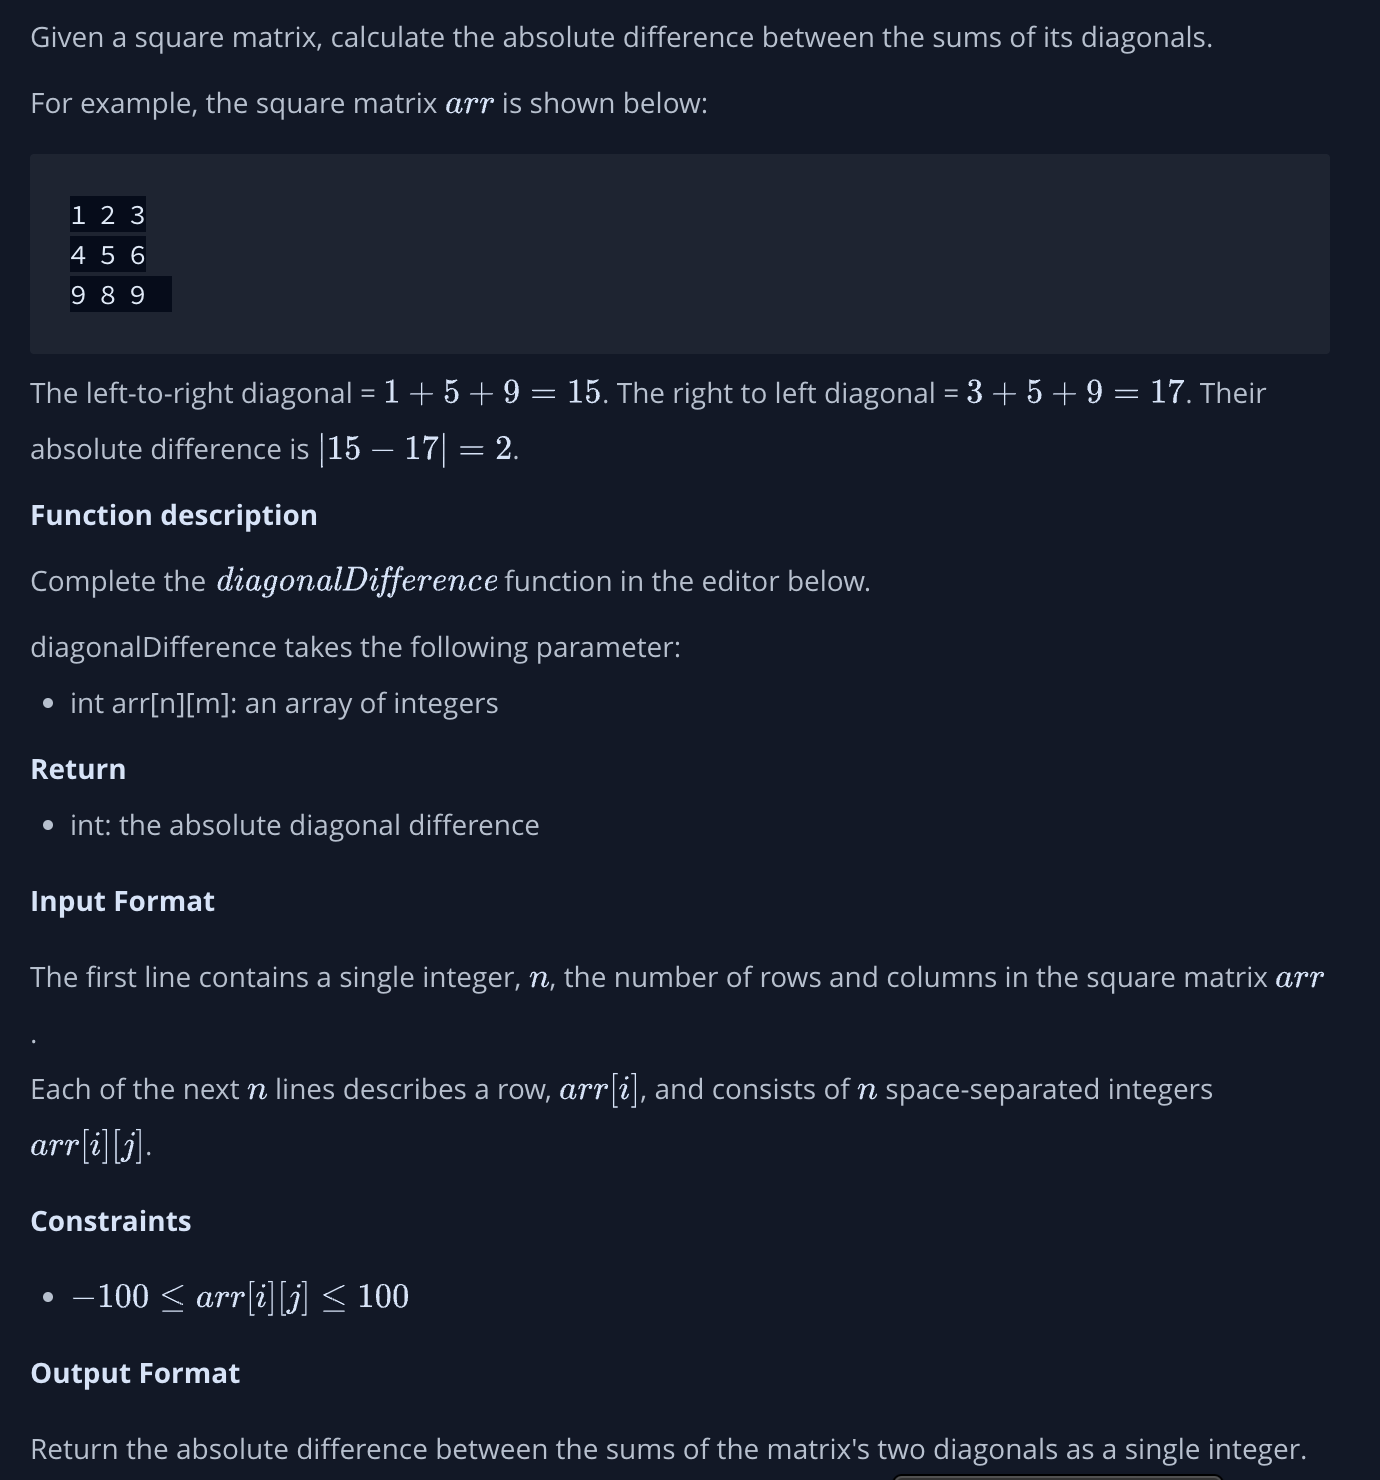 Given a square matrix, calculate the absolute difference between the sums of its diagonals.
For example, the square matrix arr is shown below:
1 2 3
4 5 6
9 8 9
The left-to-right diagonal = 1 + 5 + 9 = 15. The right to left diagonal = 3 + 5 + 9 = 17. Their
absolute difference is |15 − 17| = 2.
Function description
Complete the diagonalDifference function in the editor below.
diagonalDifference takes the following parameter:
• int arr[n][m]: an array of integers
Return
• int: the absolute diagonal difference
Input Format
The first line contains a single integer, n, the number of rows and columns in the square matrix arr
.
Each of the next n lines describes a row, arr[i], and consists of n space-separated integers
arr[i][j].
Constraints
• −100 ≤ arr[i][j] ≤ 100
Output Format
Return the absolute difference between the sums of the matrix's two diagonals as a single integer.